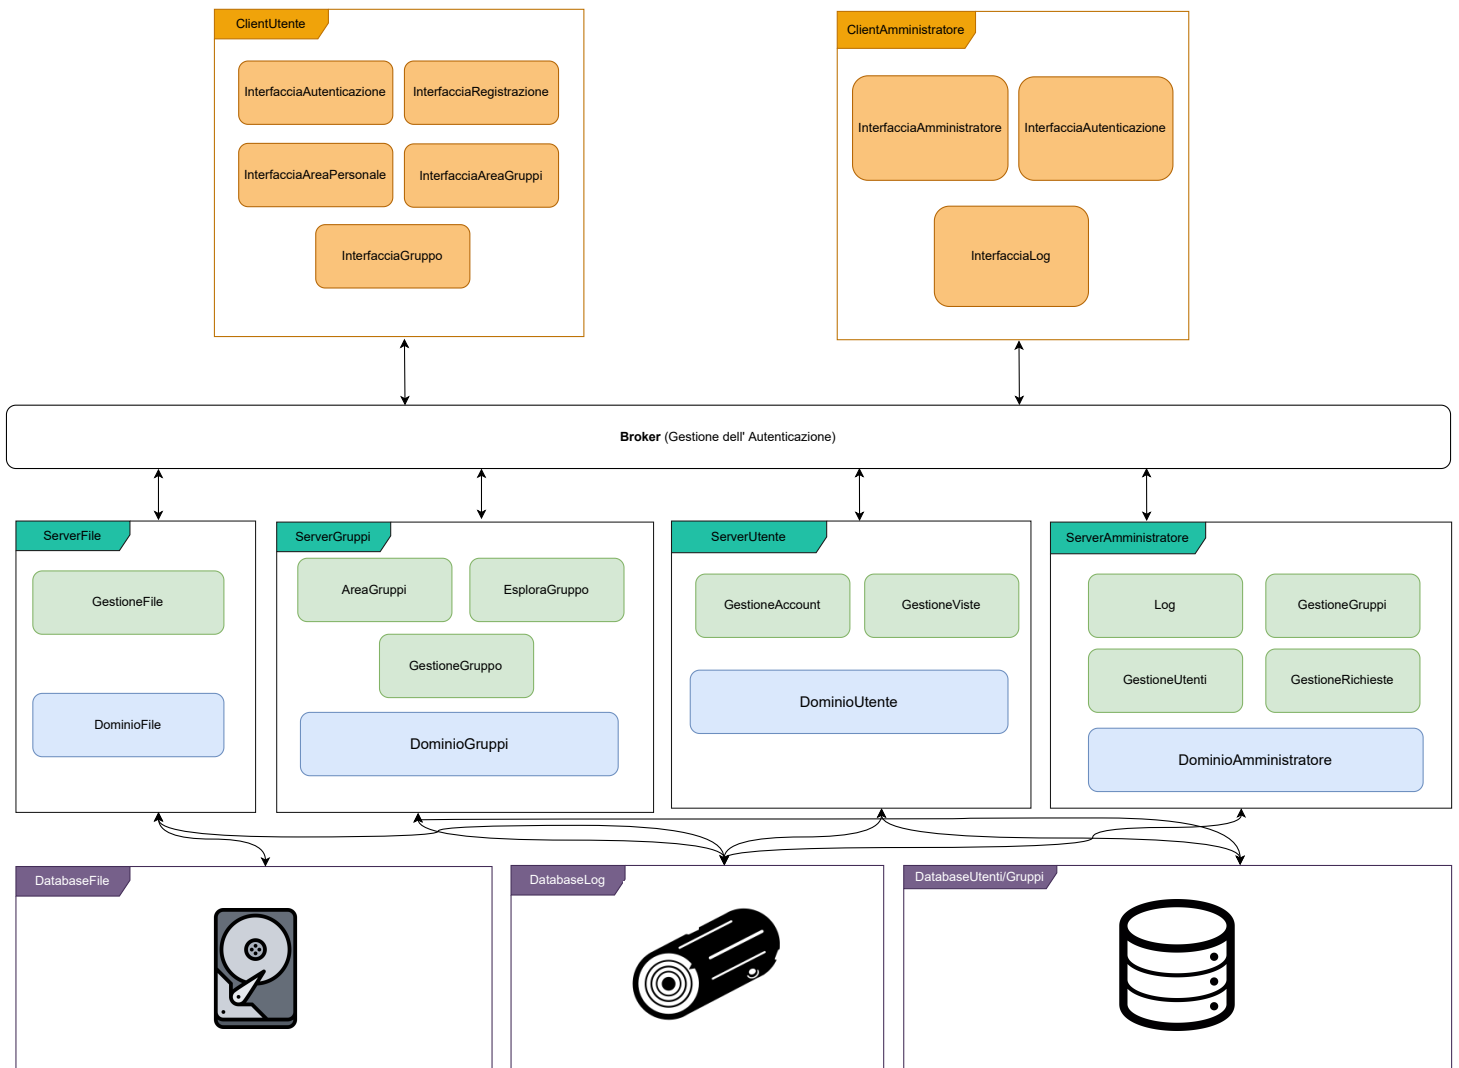 ClientUtente
InterfacciaAutenticazione
InterfacciaRegistrazione
InterfacciaAreaPersonale
InterfacciaAreaGruppi
InterfacciaGruppo
ClientAmministratore
InterfacciaAmministratore
InterfacciaAutenticazione
InterfacciaLog
Broker (Gestione dell' Autenticazione)
ServerFile
GestioneFile
DominioFile
ServerGruppi
AreaGruppi
EsploraGruppo
GestioneGruppo
DominioGruppi
ServerUtente
GestioneAccount
GestioneViste
DominioUtente
ServerAmministratore
Log
GestioneGruppi
GestioneUtenti
GestioneRichieste
DominioAmministratore
DatabaseFile
DatabaseLog
DatabaseUtenti/Gruppi